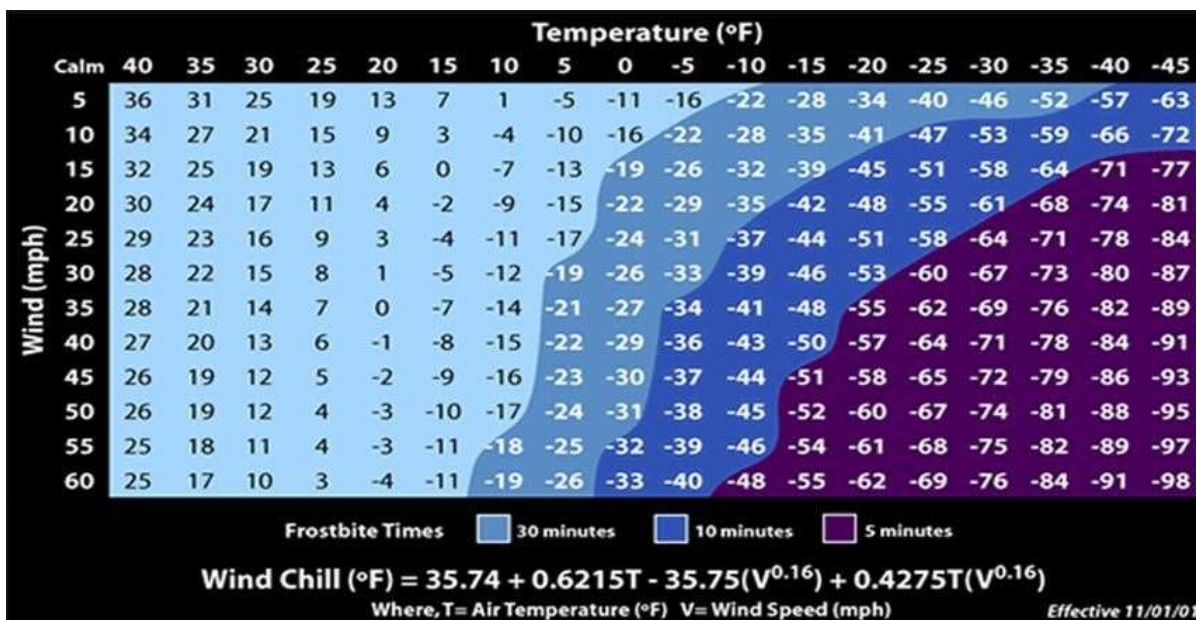 Temperature (°F)
Calm 40 35 30 25 20 15 10 5 0 -5 -10 -15 -20 -25 -30 -35 -40 -45
5 36 31 25 19 13 7 1 -5 -11 -16 -22 -28 -34 -40 -46 -52 -57 -63
10 34 27 21 15 9 3 -4 -10 -16 -22 -28 -35 -41 -47 -53 -59 -66 -72
15 32 25 19 13 6 0 -7 -13 -19 -26 -32 -39 -45 -51 -58 -64 -71 -77
20 30 24 17 11 4 -2 -9 -15 -22 -29 -35 -42 -48 -55 -61 -68 -74 -81
25 29 23 16 9 3 -4 -11 -17 -24 -31 -37 -44 -51 -58 -64 -71 -78 -84
30 28 22 15 8 1 -5 -12 -19 -26 -33 -39 -46 -53 -60 -67 -73 -80 -87
35 28 21 14 7 0 -7 -14 -21 -27 -34 -41 -48 -55 -62 -69 -76 -82 -89
40 27 20 13 6 -1 -8 -15 -22 -29 -36 -43 -50 -57 -64 -71 -78 -84 -91
45 26 19 12 5 -2 -9 -16 -23 -30 -37 -44 -51 -58 -65 -72 -79 -86 -93
50 26 19 12 4 -3 -10 -17 -24 -31 -38 -45 -52 -60 -67 -74 -81 -88 -95
55 25 18 11 4 -3 -11 -18 -25 -32 -39 -46 -54 -61 -68 -75 -82 -89 -97
60 25 17 10 3 -4 -11 -19 -26 -33 -40 -48 -55 -62 -69 -76 -84 -91 -98
Wind (mph)
Frostbite Times 30 minutes 10 minutes 5 minutes
Wind Chill (°F) = 35.74 + 0.6215T - 35.75(V^0.16) + 0.4275T(V^0.16)
Where, T= Air Temperature (°F) V= Wind Speed (mph) Effective 11/01/01